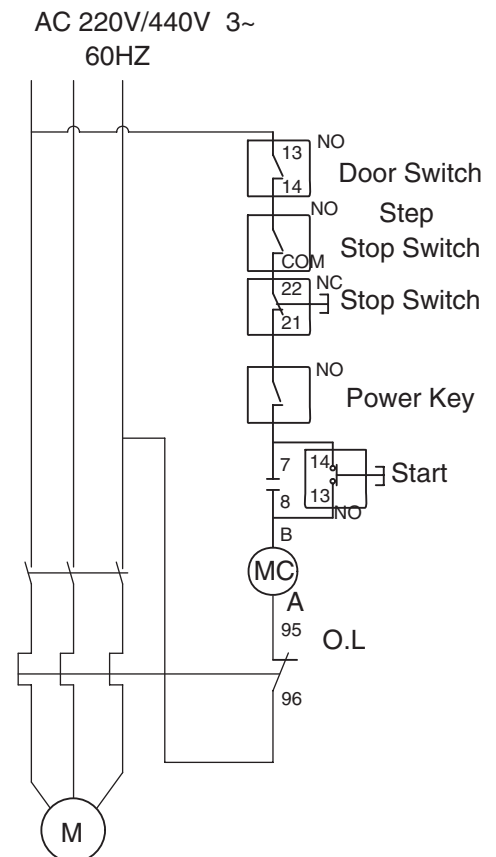 AC 220V/440V 3~
60HZ
NO
13
Door Switch
14
NO
Step
Stop Switch
COM
22
NC
Stop Switch
21
NO
Power Key
7
14
Start
8
13
NO
B
MC
A
95
O.L
96
M